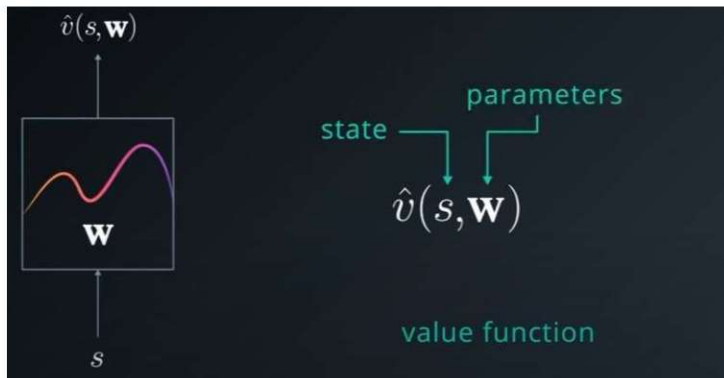 v̂(s,w)
w
s
parameters
state
v̂(s,w)
value function